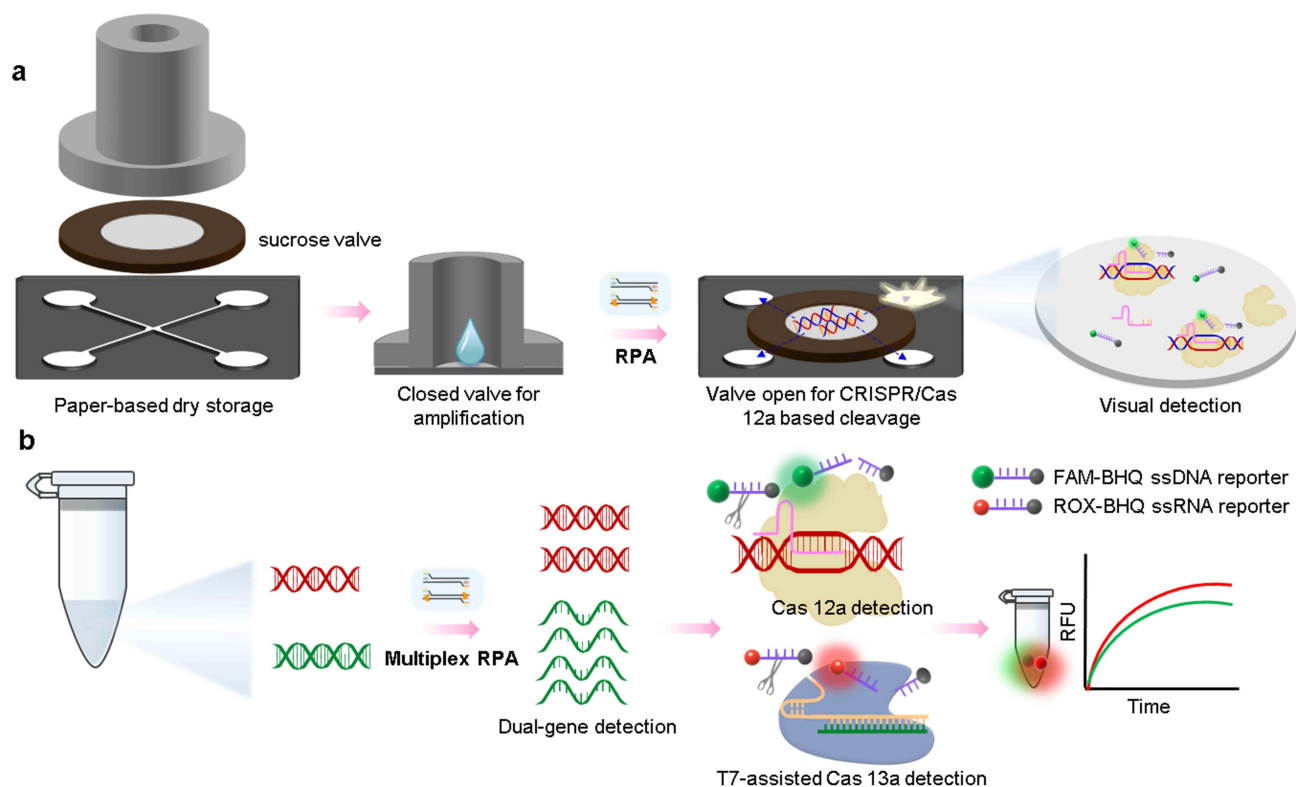 a
sucrose valve
Paper-based dry storage
Closed valve for
amplification
RPA
Valve open for CRISPR/Cas
12a based cleavage
Visual detection
b
Multiplex RPA
Dual-gene detection
Cas 12a detection
T7-assisted Cas 13a detection
FAM-BHQ ssDNA reporter
ROX-BHQ ssRNA reporter
RFU
Time